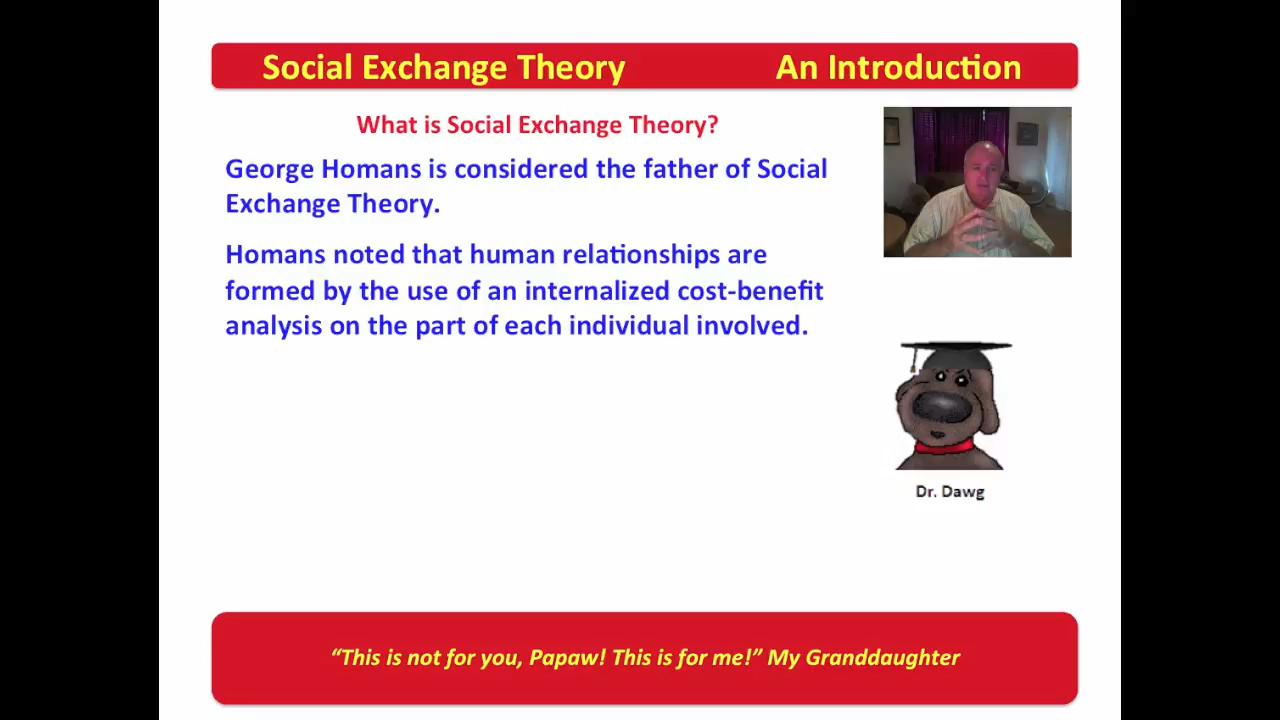 Social Exchange Theory An Introduction
What is Social Exchange Theory?
George Homans is considered the father of Social
Exchange Theory.
Homans noted that human relationships are
formed by the use of an internalized cost-benefit
analysis on the part of each individual involved.
Dr. Dawg
“This is not for you, Papaw! This is for me!” My Granddaughter